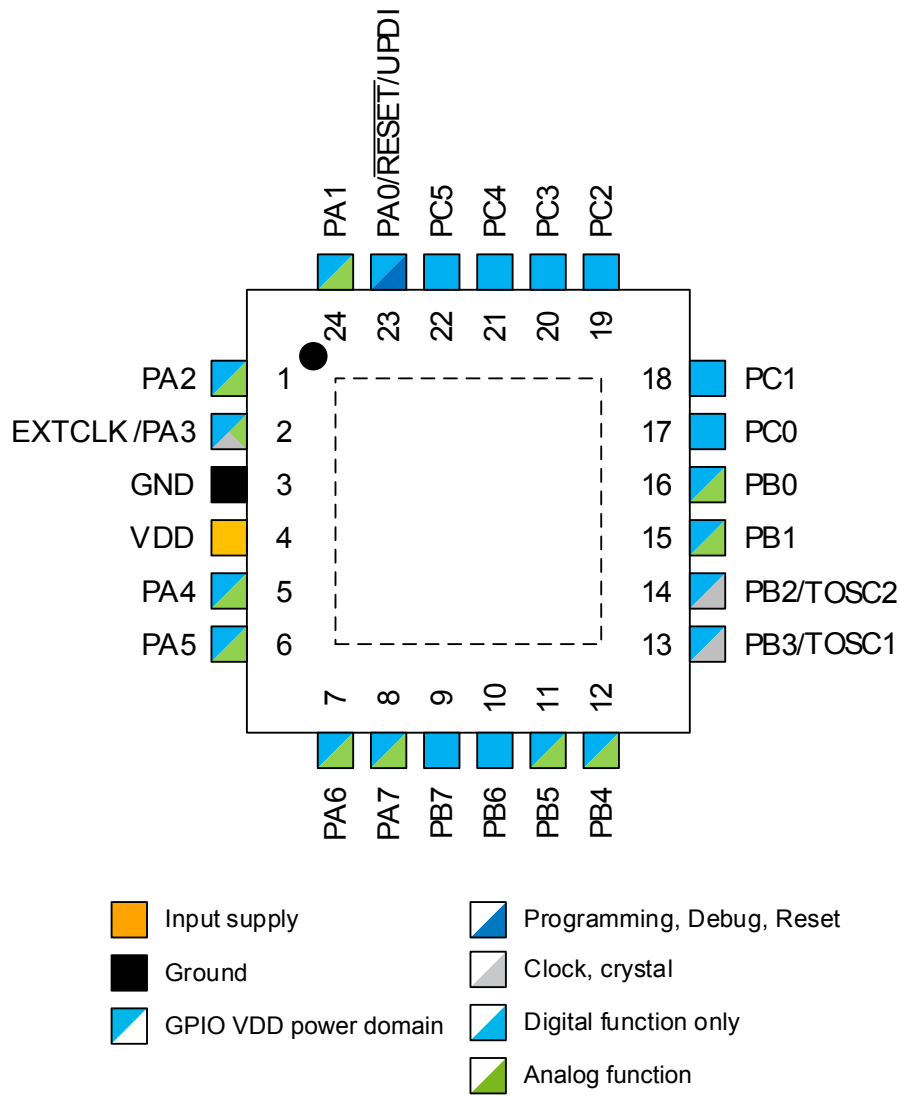 PA1
PA0/RESET/UPDI
PC5
PC4
PC3
PC2
24
23
22
21
20
19
PA2
1
18
PC1
EXTCLK/PA3
2
17
PC0
GND
3
16
PB0
VDD
4
15
PB1
PA4
5
14
PB2/TOSC2
PA5
6
13
PB3/TOSC1
7
8
9
10
11
12
PA6
PA7
PB7
PB6
PB5
PB4
Input supply
Programming, Debug, Reset
Ground
Clock, crystal
GPIO VDD power domain
Digital function only
Analog function